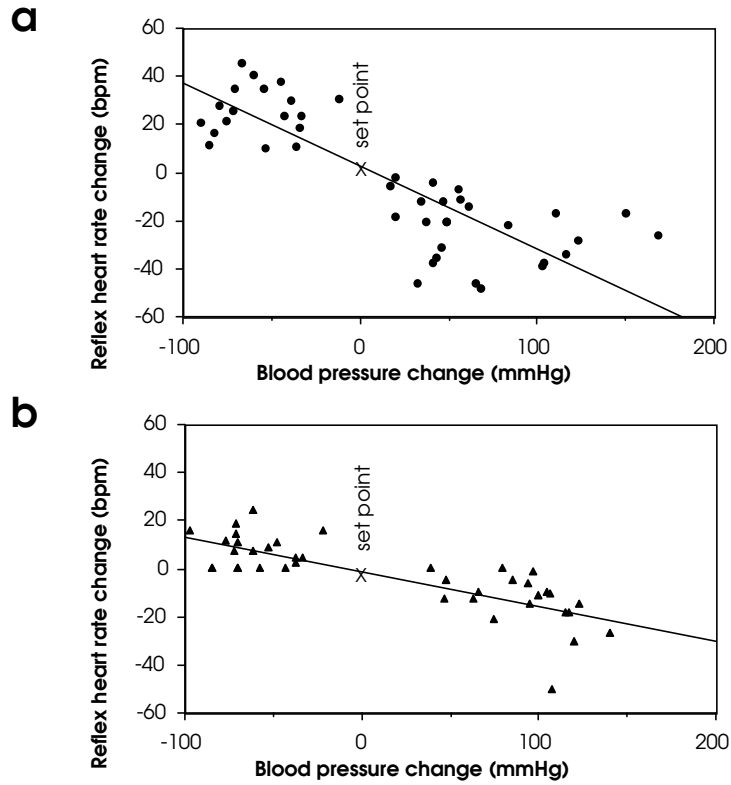 a
60
40
20
0
-20
-40
-60
Reflex heart rate change (bpm)
set point
X
-100
0
100
200
Blood pressure change (mmHg)
b
60
40
20
0
-20
-40
-60
Reflex heart rate change (bpm)
set point
X
-100
0
100
200
Blood pressure change (mmHg)